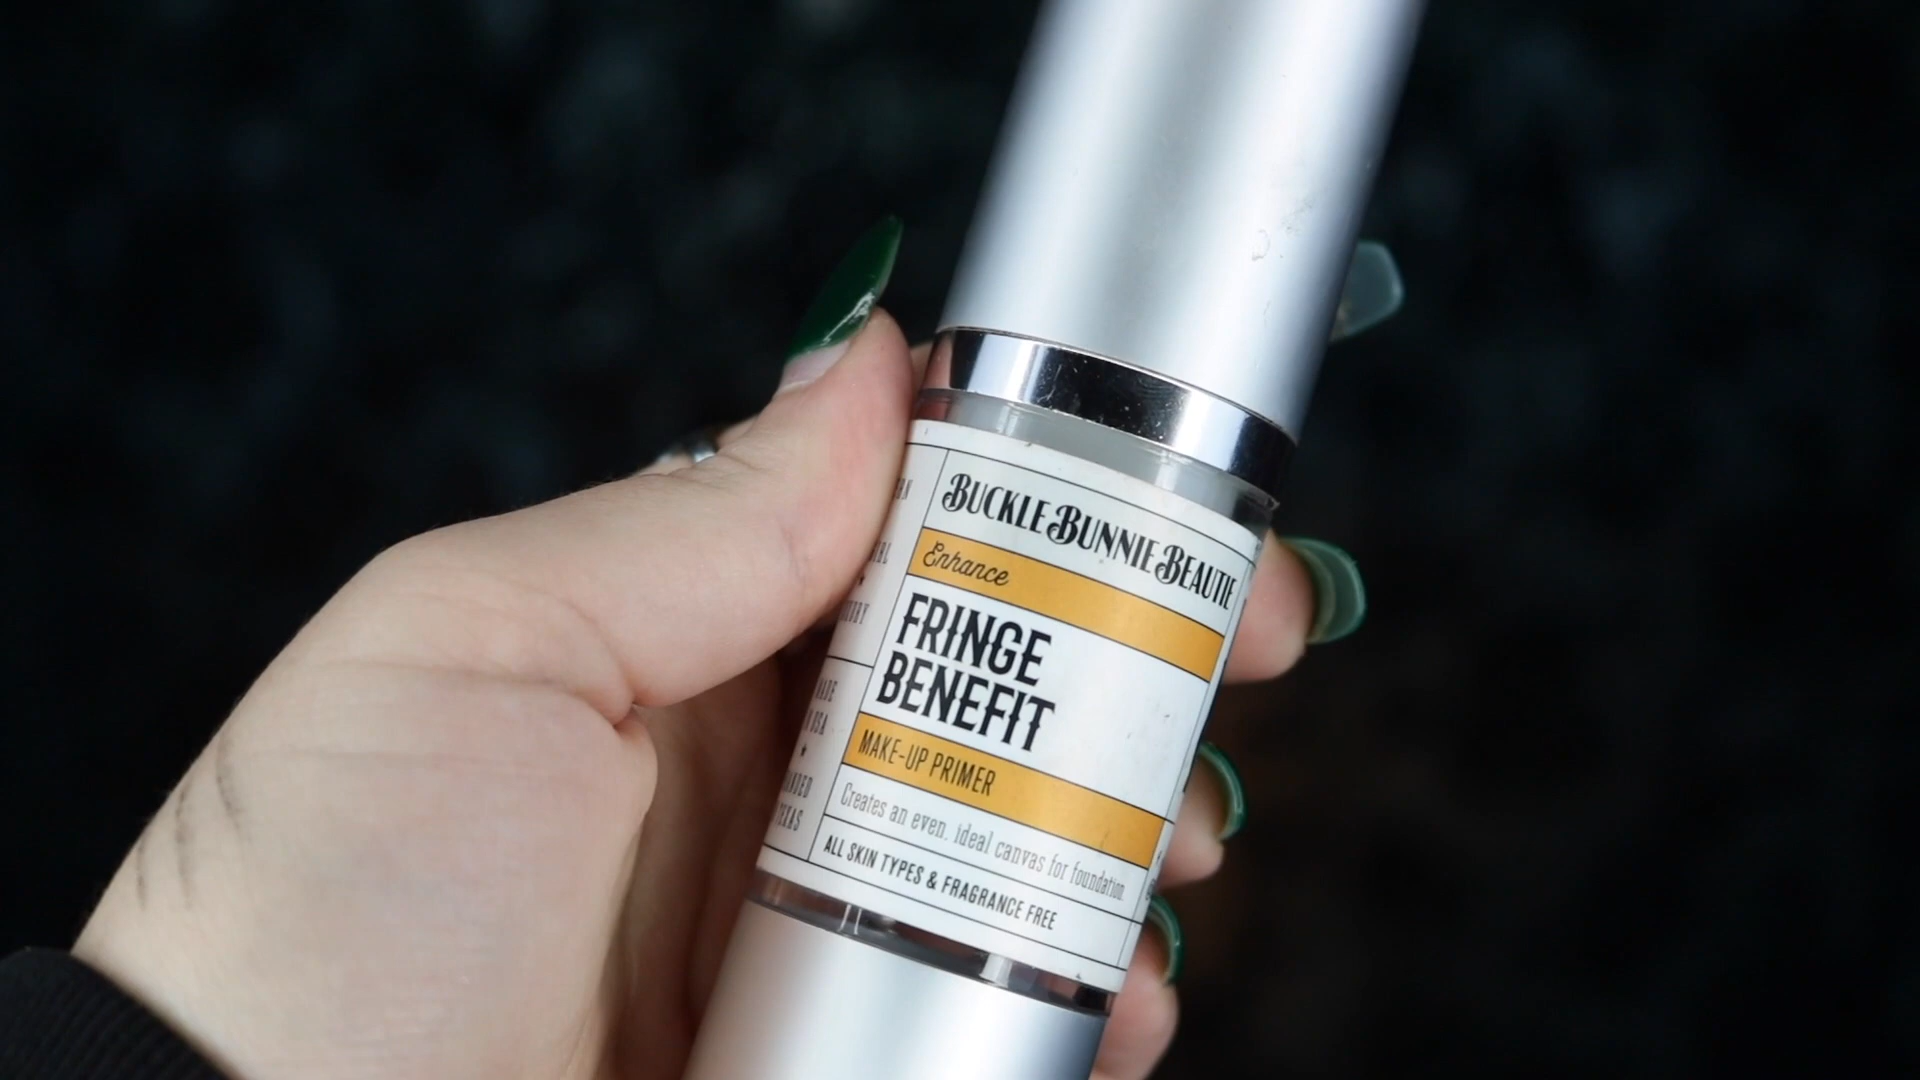 BUCKLE BUNNIE BEAUTIE
Enhance
FRINGE
BENEFIT
MAKE-UP PRIMER
Creates an even, ideal canvas for foundation.
ALL SKIN TYPES & FRAGRANCE FREE
USA